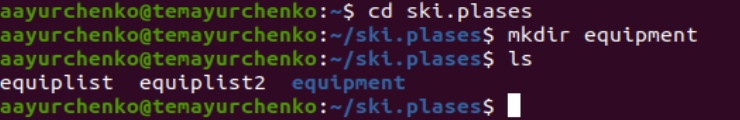 aayurchenko@temayurchenko:~$ cd ski.plases
aayurchenko@temayurchenko:~/ski.plases$ mkdir equipment
aayurchenko@temayurchenko:~/ski.plases$ ls
equiplist  equiplist2  equipment
aayurchenko@temayurchenko:~/ski.plases$